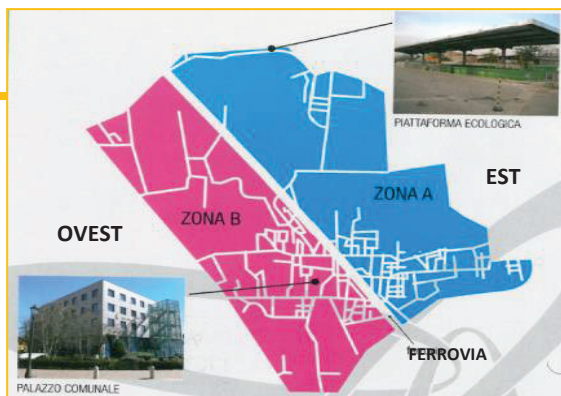 PIATTAFORMA ECOLOGICA
EST
ZONA A
ZONA B
OVEST
FERROVIA
PALAZZO COMUNALE